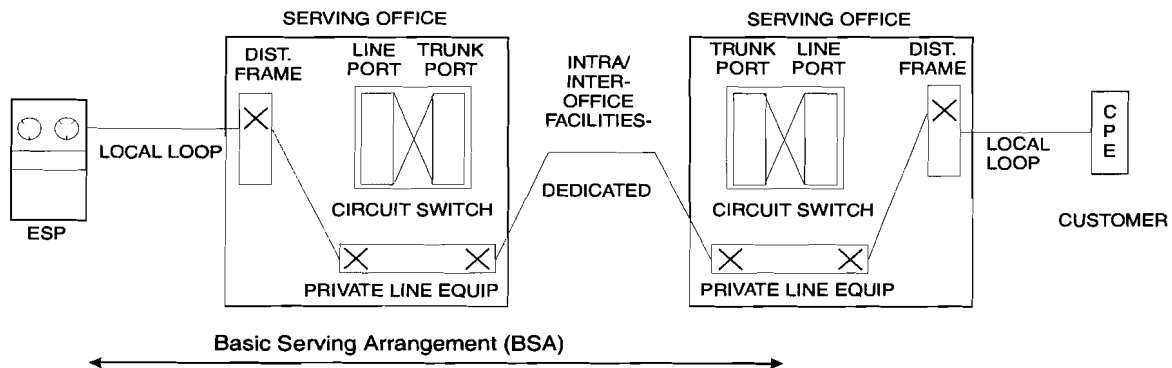 SERVING OFFICE
SERVING OFFICE
DIST.
FRAME
LINE
PORT
TRUNK
PORT
INTRA/
INTER-
OFFICE
FACILITIES-
TRUNK
PORT
LINE
PORT
DIST.
FRAME
C
P
E
LOCAL LOOP
LOCAL
LOOP
DEDICATED
CIRCUIT SWITCH
CIRCUIT SWITCH
CUSTOMER
ESP
PRIVATE LINE EQUIP
PRIVATE LINE EQUIP
Basic Serving Arrangement (BSA)